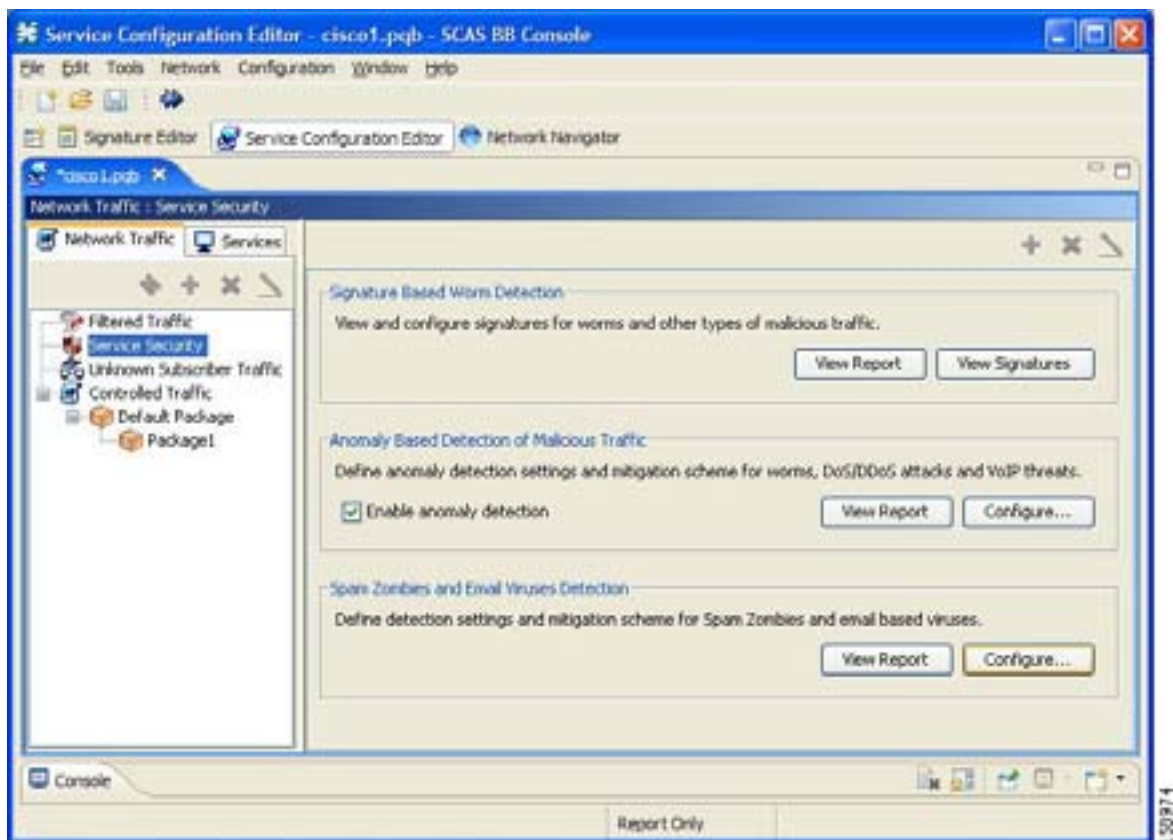 Service Configuration Editor - cisco1.pqb - SCAS BB Console
File Edit Tools Network Configuration Window Help
Signature Editor Service Configuration Editor Network Navigator
*cisco1.pqb
Network Traffic : Service Security
Network Traffic Services
Filtered Traffic
Service Security
Unknown Subscriber Traffic
Controlled Traffic
Default Package
Package1
Signature Based Worm Detection
View and configure signatures for worms and other types of malicious traffic.
View Report View Signatures
Anomaly Based Detection of Malicious Traffic
Define anomaly detection settings and mitigation scheme for worms, DoS/DDoS attacks and VoIP threats.
Enable anomaly detection View Report Configure...
Spam Zombies and Email Viruses Detection
Define detection settings and mitigation scheme for Spam Zombies and email based viruses.
View Report Configure...
Console
Report Only